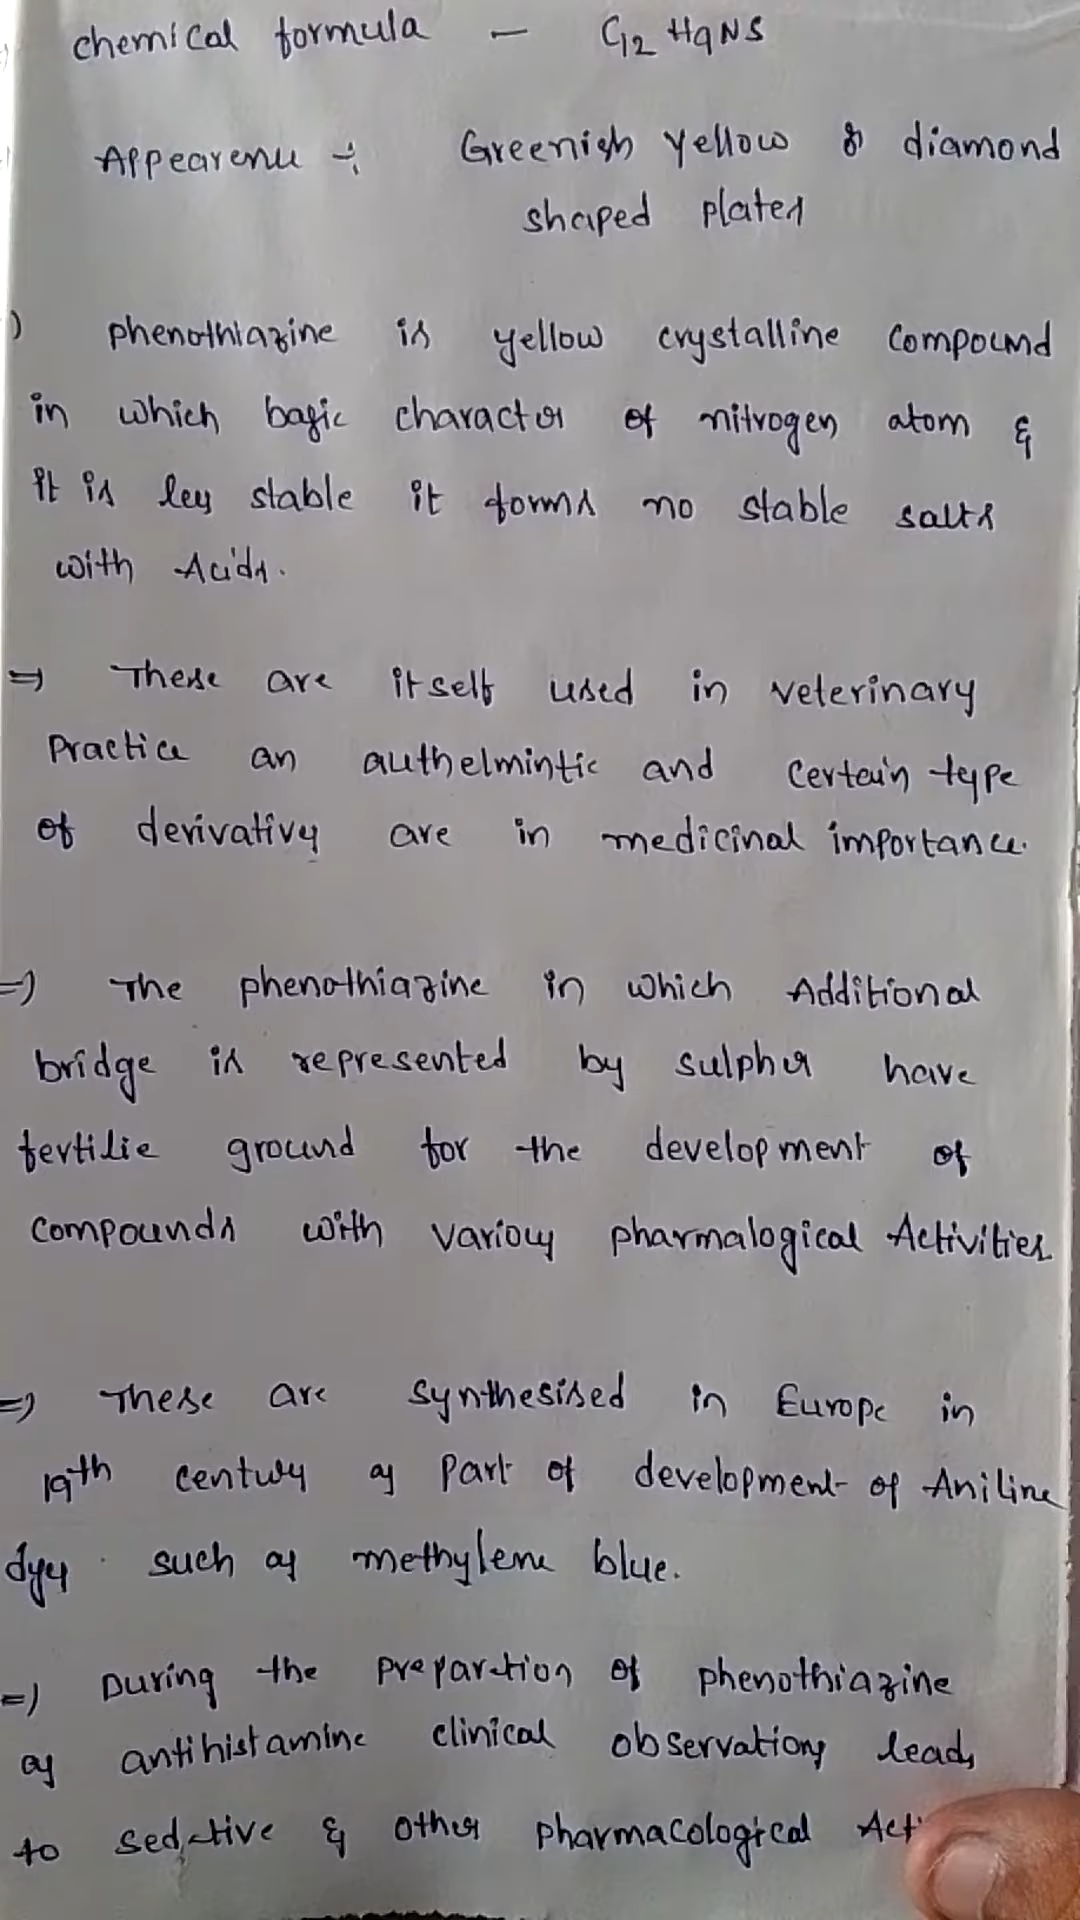 chemical formula - C12 H9NS
Appearence -: Greenish yellow & diamond
shaped plates
phenothiazine is yellow crystalline compound
in which basic character of nitrogen atom &
it is less stable it forms no stable salts
with Acids.
=> These are itself used in veterinary
Practice an authelmintic and certain type
of derivatives are in medicinal importance.
=> The phenothiazine in which Additional
bridge is represented by sulpher have
fertilie ground for the development of
compounds with various pharmalogical Activities
=> These are synthesised in Europe in
19th century as part of development of Aniline
dyes such as methylene blue.
=) During the preparation of phenothiazine
as antihistamine clinical observations leads
to sedative & other pharmacological